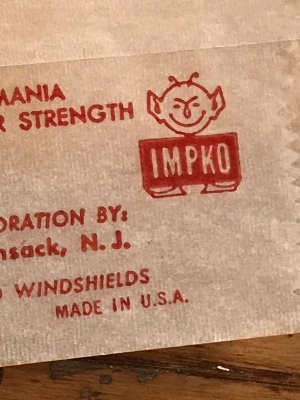 MANIA
R STRENGTH
IMPKO
ORATION BY:
nsack, N. J.
O WINDSHIELDS
MADE IN U.S.A.